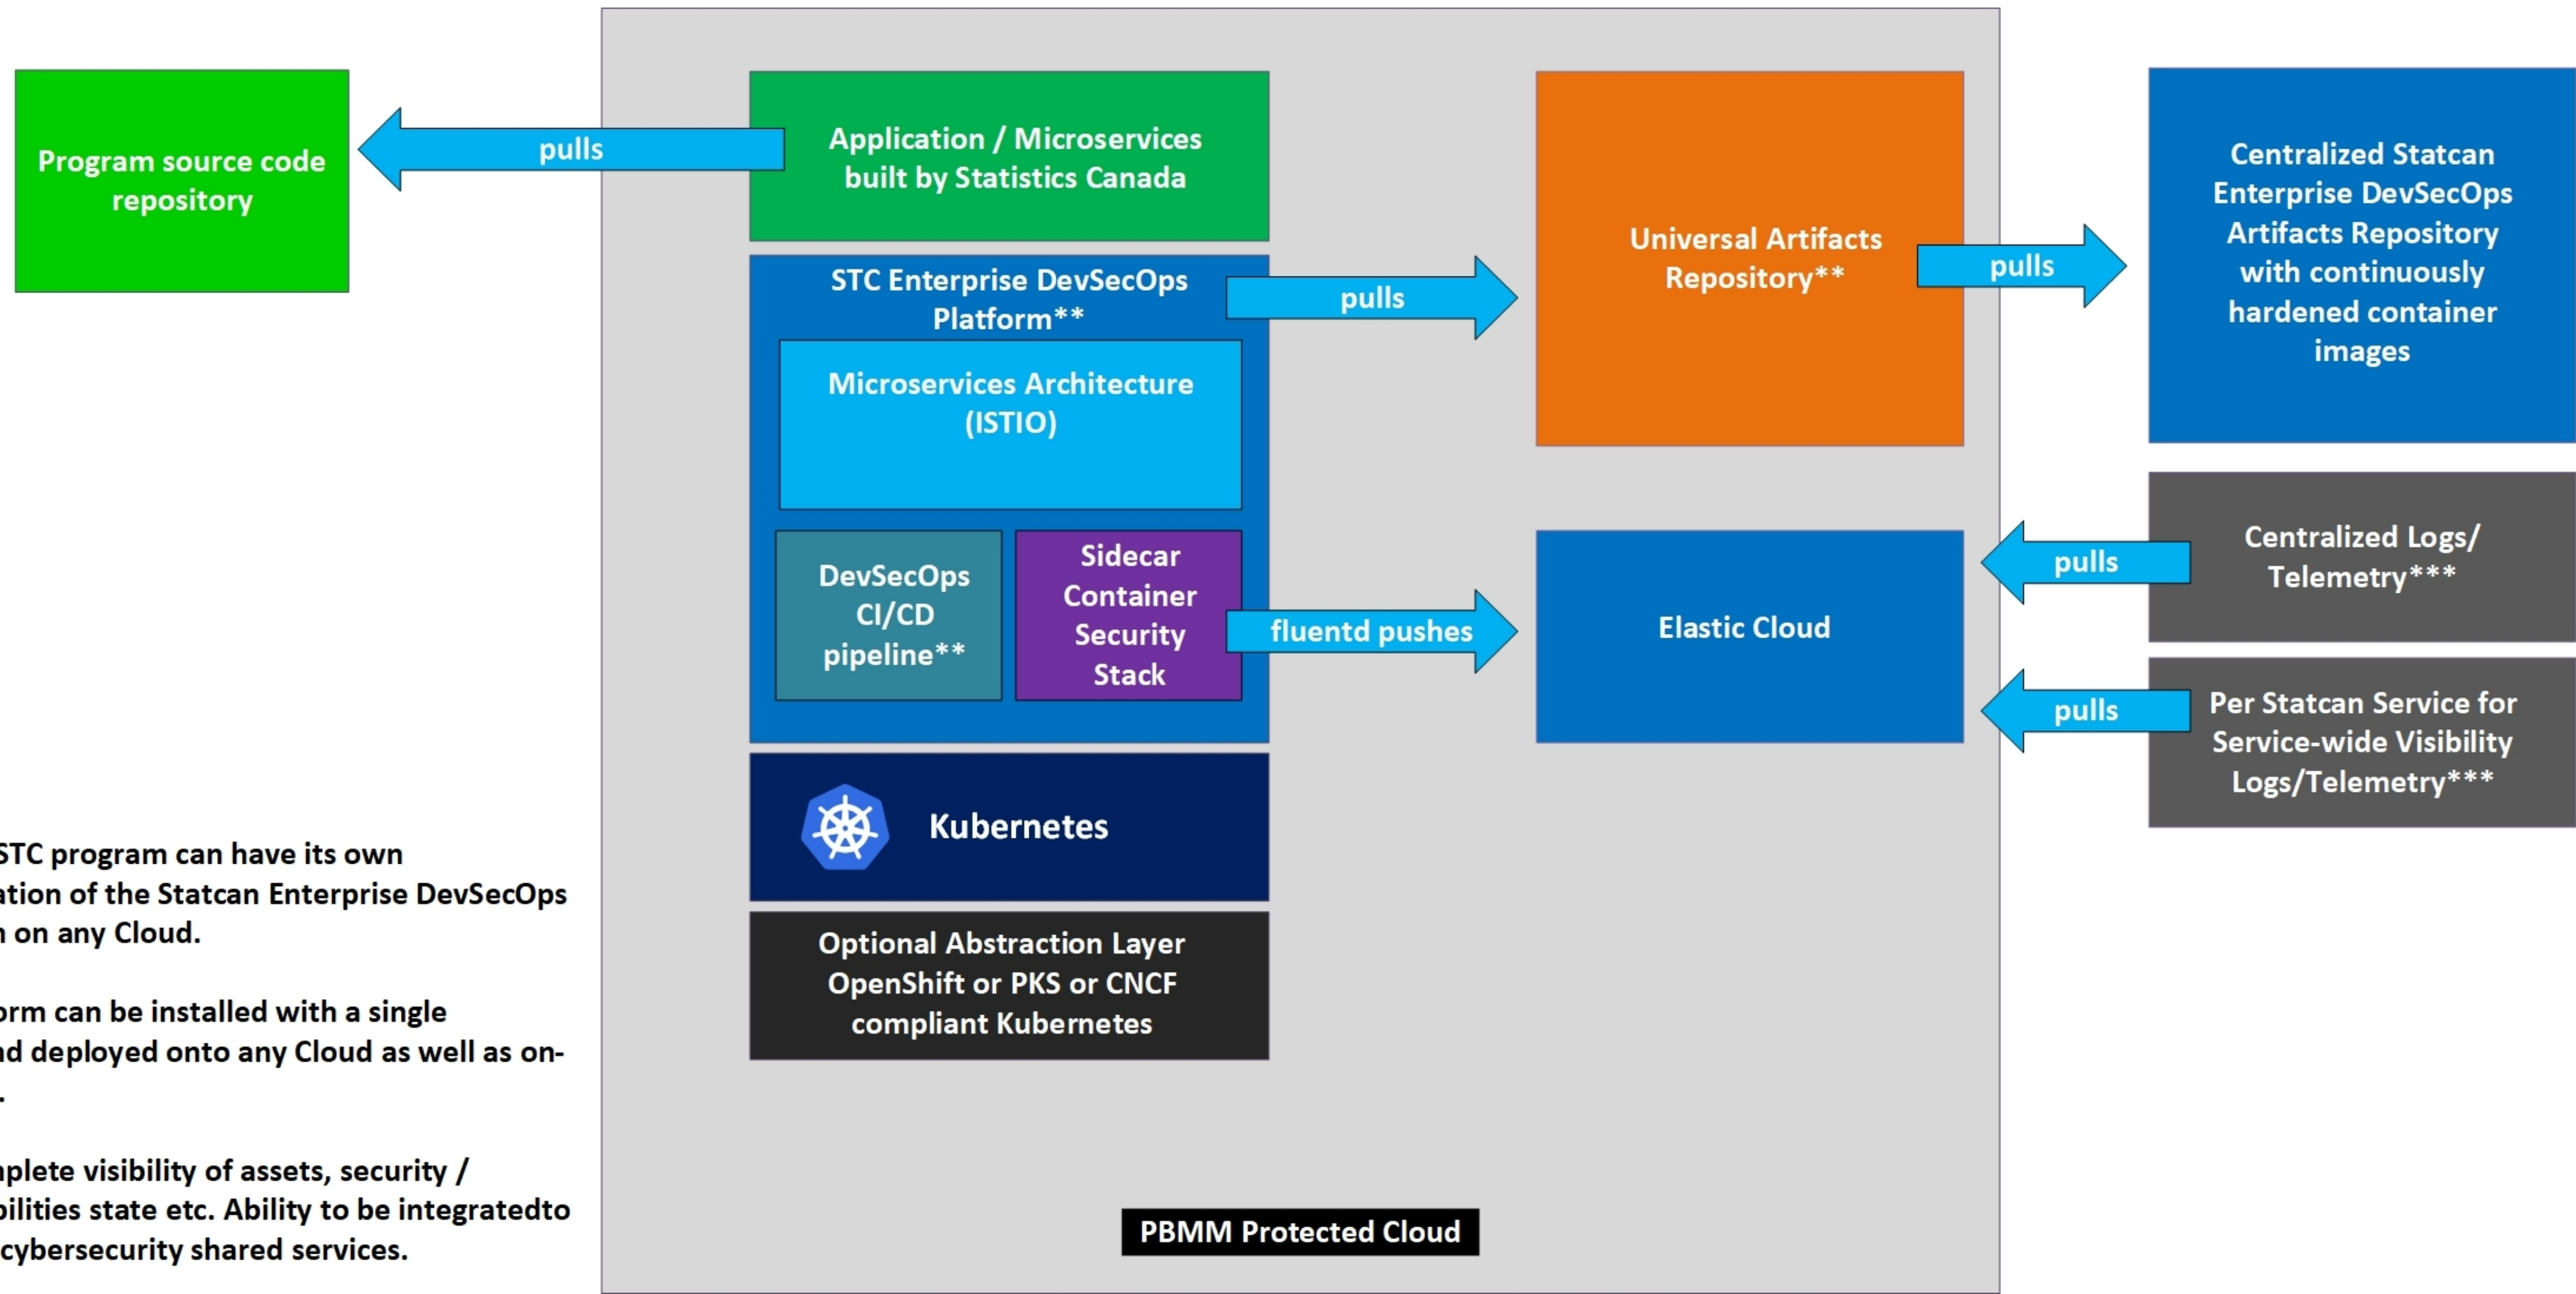 Program source code
repository
pulls
Application / Microservices
built by Statistics Canada
STC Enterprise DevSecOps
Platform**
pulls
Microservices Architecture
(ISTIO)
DevSecOps
CI/CD
pipeline**
Sidecar
Container
Security
Stack
fluentd pushes
Kubernetes
Optional Abstraction Layer
OpenShift or PKS or CNCF
compliant Kubernetes
Universal Artifacts
Repository**
pulls
Elastic Cloud
Centralized Statcan
Enterprise DevSecOps
Artifacts Repository
with continuously
hardened container
images
pulls
Centralized Logs/
Telemetry***
pulls
Per Statcan Service for
Service-wide Visibility
Logs/Telemetry***
STC program can have its own
of the Statcan Enterprise DevSecOps
on any Cloud.
can be installed with a single
deployed onto any Cloud as well as on-
visibility of assets, security /
state etc. Ability to be integratedto
cybersecurity shared services.
PBMM Protected Cloud